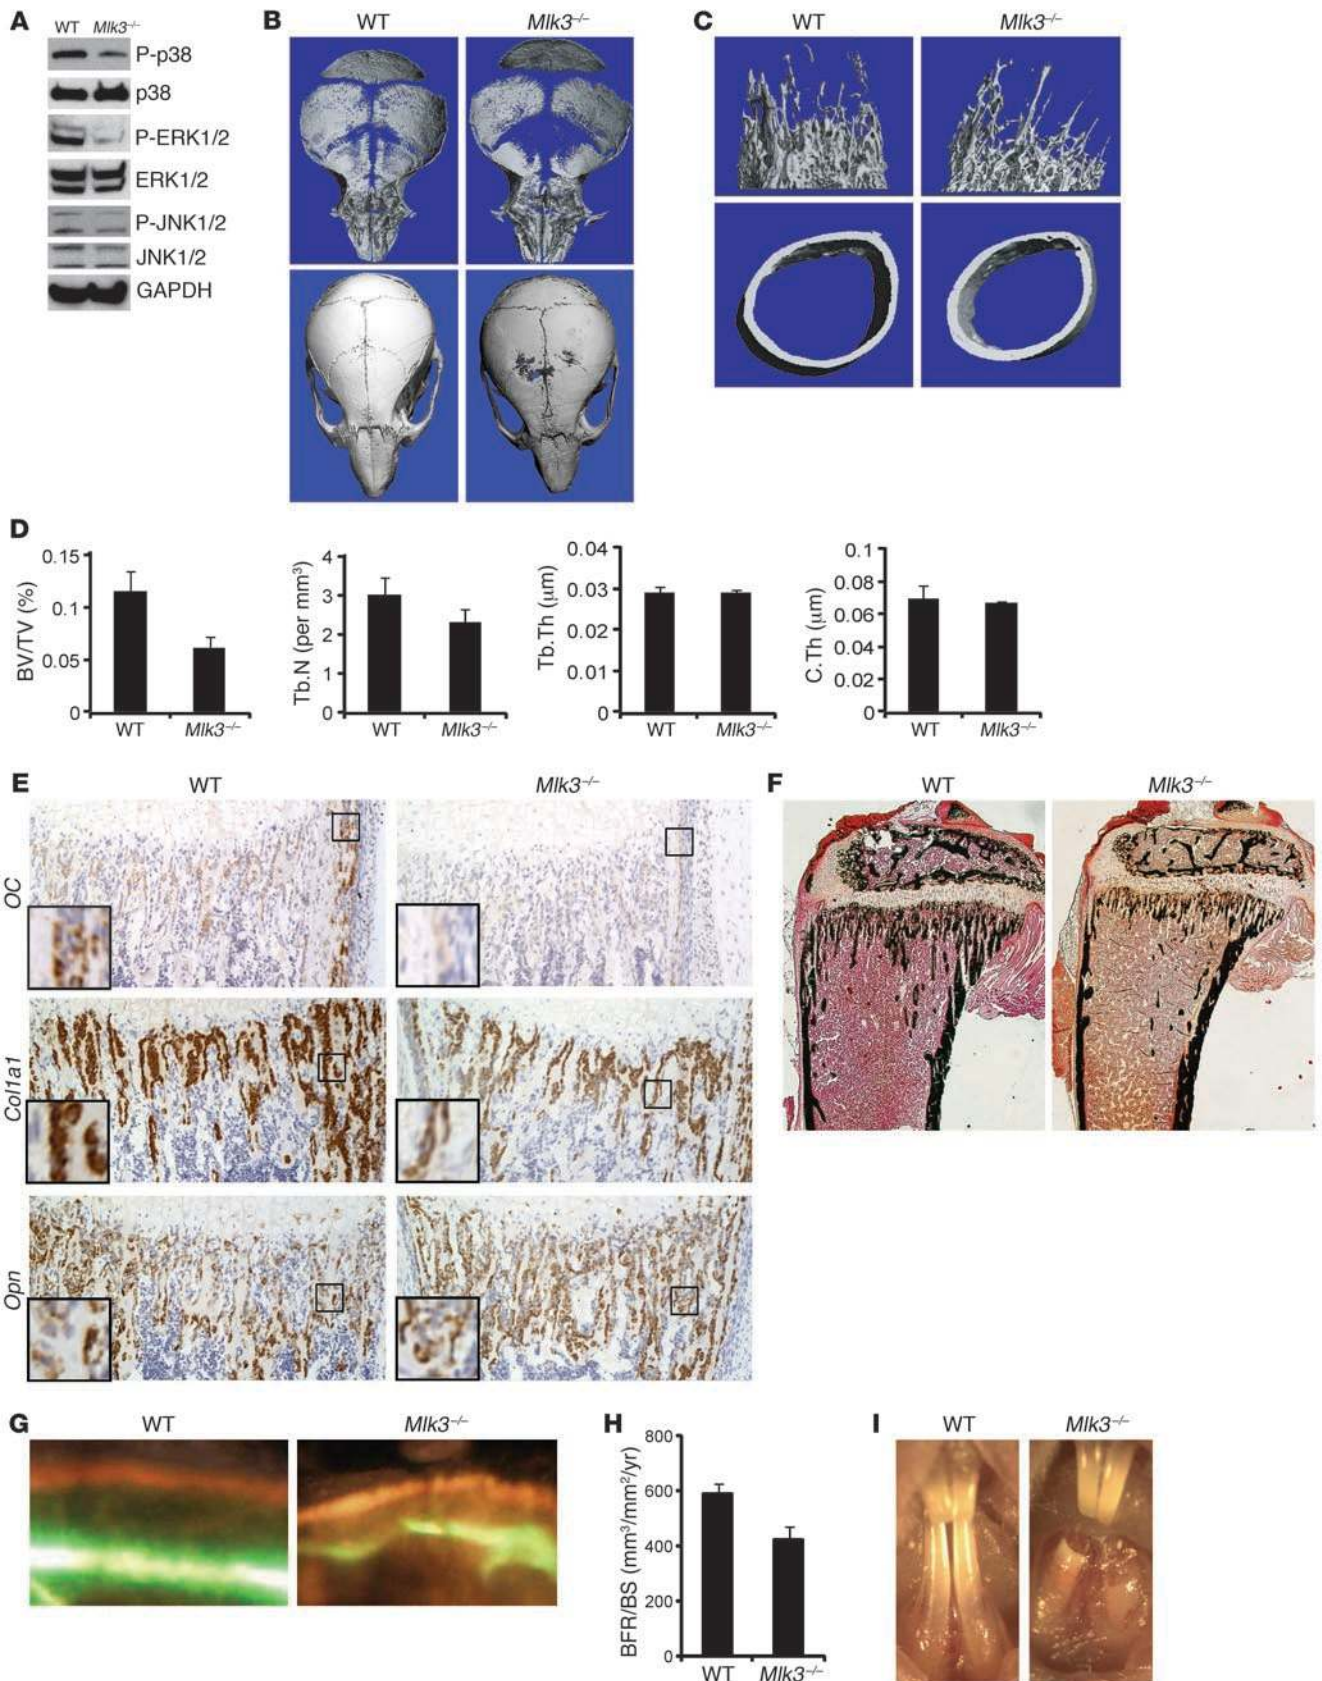 A
WT Mlk3–/–
P-p38
p38
P-ERK1/2
ERK1/2
P-JNK1/2
JNK1/2
GAPDH
B
WT Mlk3–/–
C
WT Mlk3–/–
D
BV/TV (%)
0.15
0.1
0.05
0
WT Mlk3–/–
Tb.N (per mm³)
4
3
2
1
0
WT Mlk3–/–
Tb.Th (μm)
0.04
0.03
0.02
0.01
0
WT Mlk3–/–
C.Th (μm)
0.1
0.08
0.06
0.04
0.02
0
WT Mlk3–/–
E
WT Mlk3–/–
OC
Col1a1
Opn
F
WT Mlk3–/–
G
WT Mlk3–/–
H
BFR/BS (mm³/mm²/yr)
800
600
400
200
0
WT Mlk3–/–
I
WT Mlk3–/–